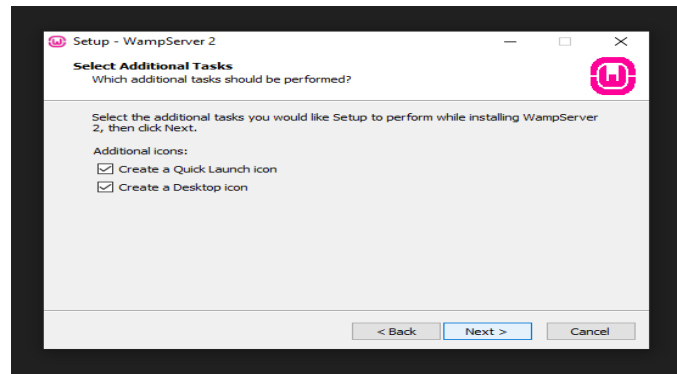 Setup - WampServer 2
Select Additional Tasks
Which additional tasks should be performed?
Select the additional tasks you would like Setup to perform while installing WampServer
2, then click Next.
Additional icons:
Create a Quick Launch icon
Create a Desktop icon
< Back Next > Cancel